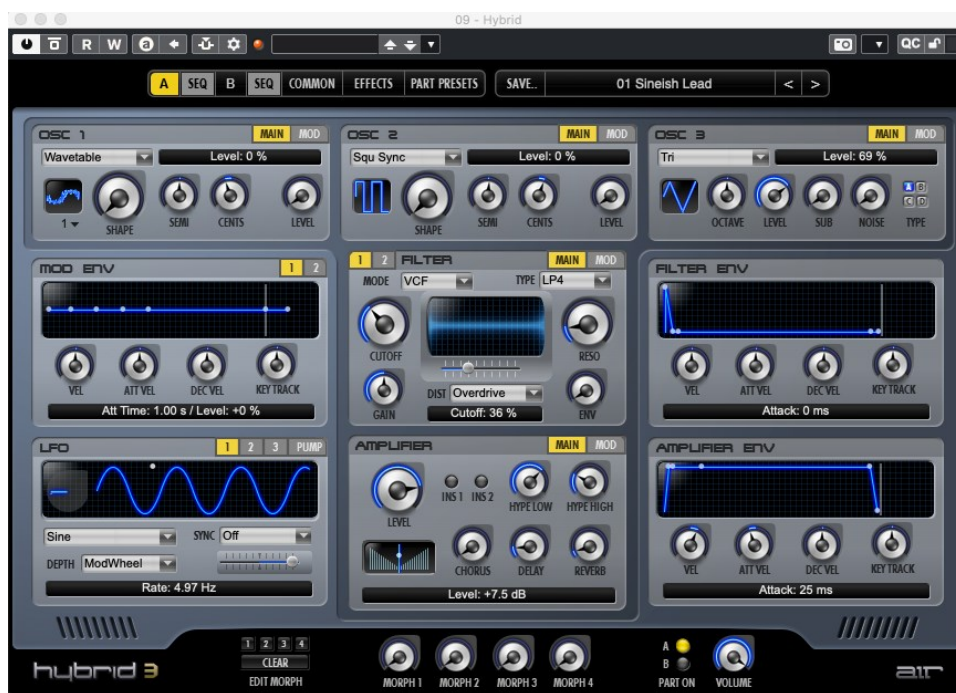 09 - Hybrid
R W a QC
A SEQ B SEQ COMMON EFFECTS PART PRESETS SAVE.. 01 Sineish Lead < >
OSC 1 MAIN MOD
Wavetable Level: 0 %
1
SHAPE SEMI CENTS LEVEL
OSC 2 MAIN MOD
Squ Sync Level: 0 %
SHAPE SEMI CENTS LEVEL
OSC 3 MAIN MOD
Tri Level: 69 %
A B
C D
OCTAVE LEVEL SUB NOISE TYPE
MOD ENV 1 2
VEL ATT VEL DEC VEL KEY TRACK
Att Time: 1.00 s / Level: +0 %
1 2 FILTER MAIN MOD
MODE VCF TYPE LP4
CUTOFF RESO
DIST Overdrive
GAIN Cutoff: 36 % ENV
FILTER ENV
VEL ATT VEL DEC VEL KEY TRACK
Attack: 0 ms
LFO 1 2 3 PUMP
Sine SYNC Off
DEPTH ModWheel
Rate: 4.97 Hz
AMPLIFIER MAIN MOD
LEVEL INS 1 INS 2 HYPE LOW HYPE HIGH
CHORUS DELAY REVERB
Level: +7.5 dB
AMPLIFIER ENV
VEL ATT VEL DEC VEL KEY TRACK
Attack: 25 ms
hybrid 3
1 2 3 4
CLEAR
EDIT MORPH
MORPH 1 MORPH 2 MORPH 3 MORPH 4
A
B
PART ON VOLUME
air